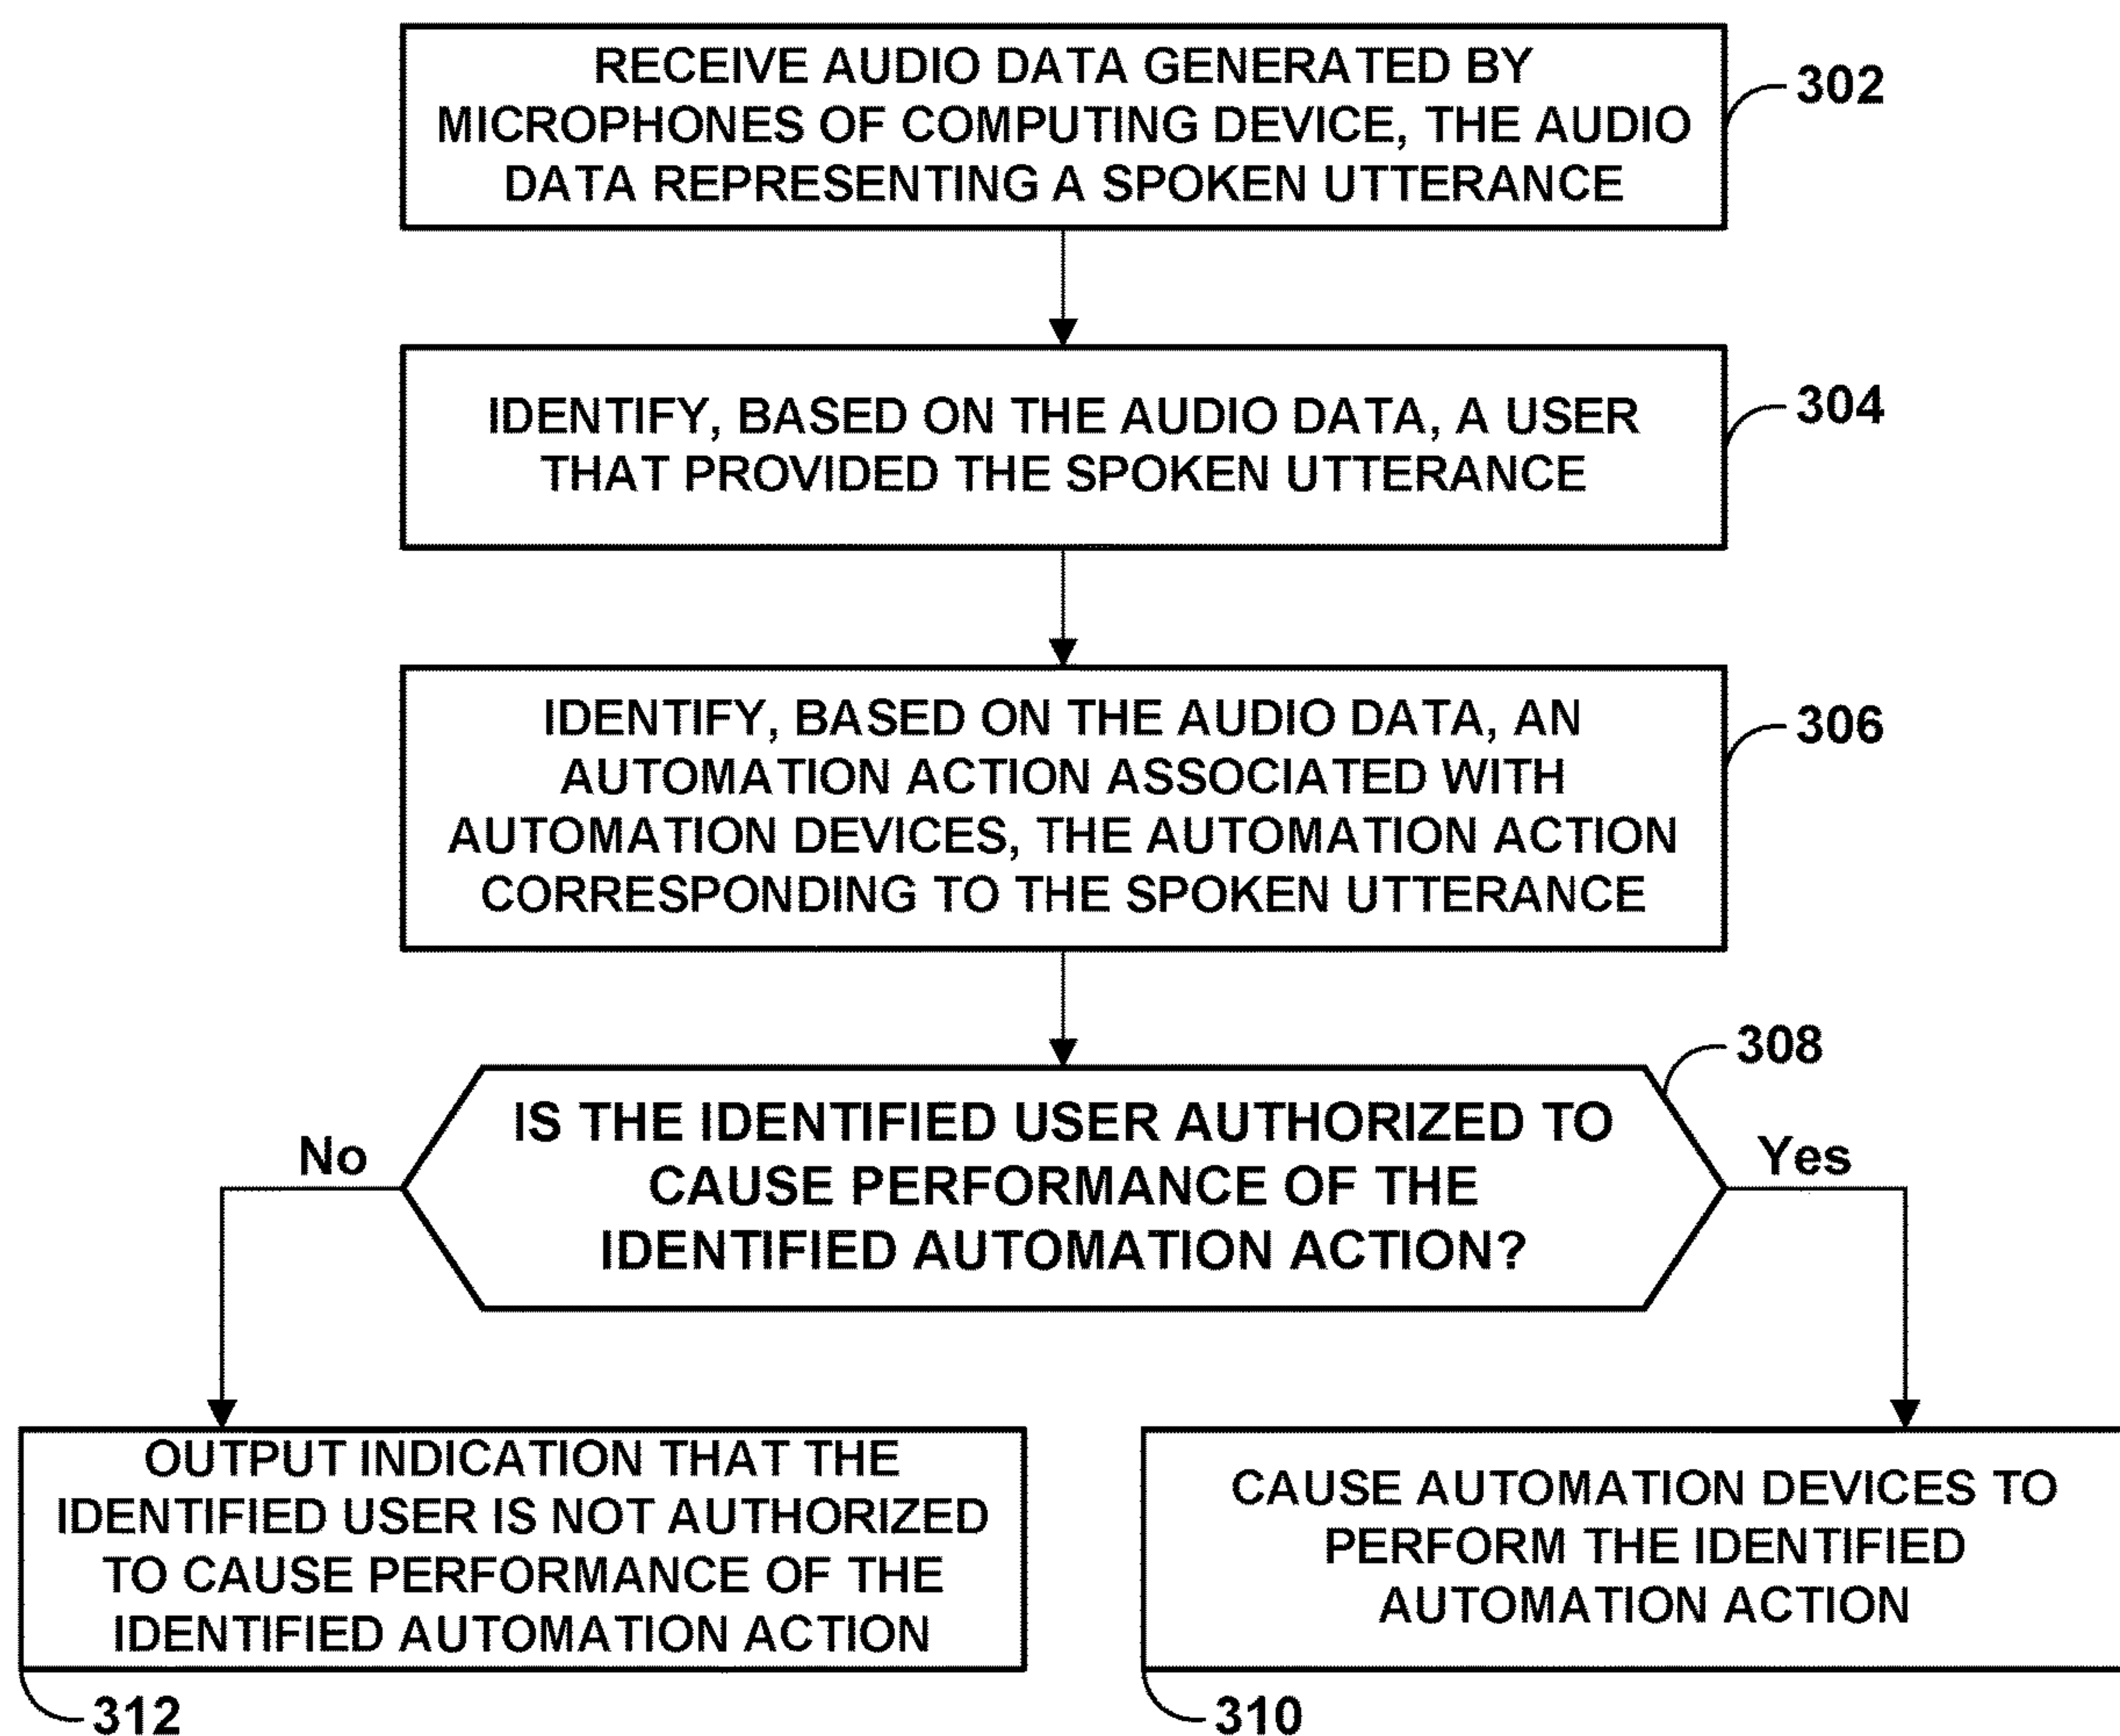 RECEIVE AUDIO DATA GENERATED BY
MICROPHONES OF COMPUTING DEVICE, THE AUDIO
DATA REPRESENTING A SPOKEN UTTERANCE
302
IDENTIFY, BASED ON THE AUDIO DATA, A USER
THAT PROVIDED THE SPOKEN UTTERANCE
304
IDENTIFY, BASED ON THE AUDIO DATA, AN
AUTOMATION ACTION ASSOCIATED WITH
AUTOMATION DEVICES, THE AUTOMATION ACTION
CORRESPONDING TO THE SPOKEN UTTERANCE
306
308
IS THE IDENTIFIED USER AUTHORIZED TO
CAUSE PERFORMANCE OF THE
IDENTIFIED AUTOMATION ACTION?
No
Yes
OUTPUT INDICATION THAT THE
IDENTIFIED USER IS NOT AUTHORIZED
TO CAUSE PERFORMANCE OF THE
IDENTIFIED AUTOMATION ACTION
312
CAUSE AUTOMATION DEVICES TO
PERFORM THE IDENTIFIED
AUTOMATION ACTION
310